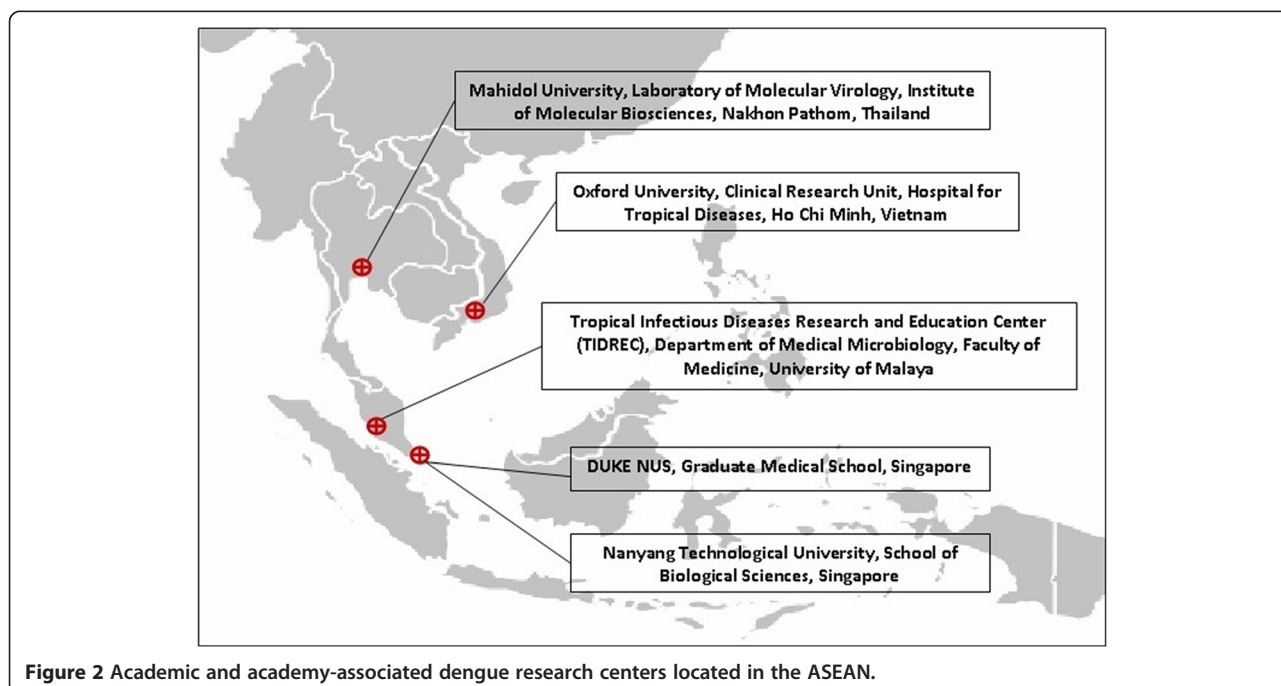 Mahidol University, Laboratory of Molecular Virology, Institute
of Molecular Biosciences, Nakhon Pathom, Thailand
Oxford University, Clinical Research Unit, Hospital for
Tropical Diseases, Ho Chi Minh, Vietnam
Tropical Infectious Diseases Research and Education Center
(TIDREC), Department of Medical Microbiology, Faculty of
Medicine, University of Malaya
DUKE NUS, Graduate Medical School, Singapore
Nanyang Technological University, School of
Biological Sciences, Singapore
Figure 2 Academic and academy-associated dengue research centers located in the ASEAN.